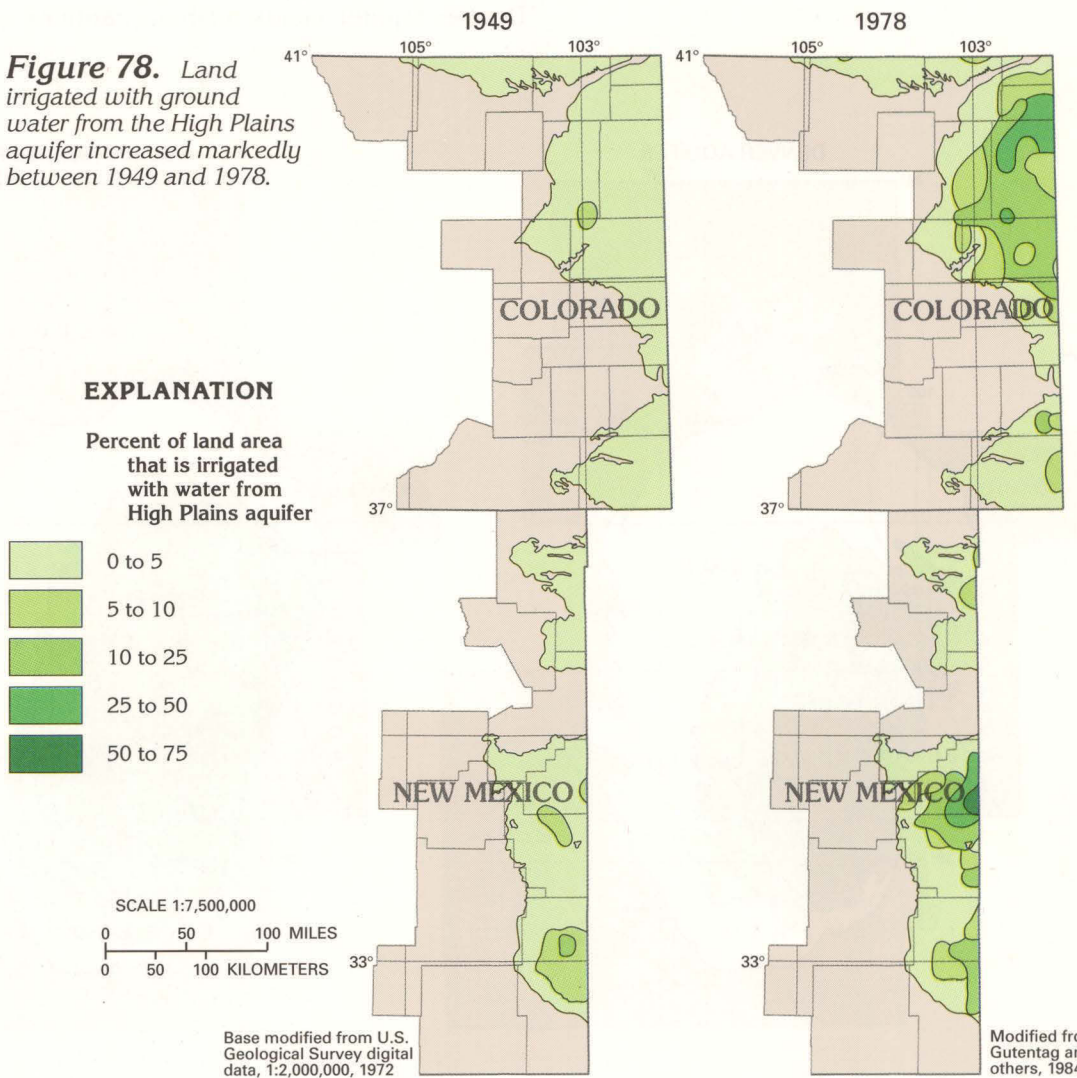 Figure 78. Land
irrigated with ground
water from the High Plains
aquifer increased markedly
between 1949 and 1978.
1949
41°
105°
103°
COLORADO
37°
NEW MEXICO
33°
1978
41°
105°
103°
COLORADO
37°
NEW MEXICO
33°
EXPLANATION
Percent of land area
that is irrigated
with water from
High Plains aquifer
0 to 5
5 to 10
10 to 25
25 to 50
50 to 75
SCALE 1:7,500,000
0 50 100 MILES
0 50 100 KILOMETERS
Base modified from U.S.
Geological Survey digital
data, 1:2,000,000, 1972
Modified
Gutentag
others, 1984